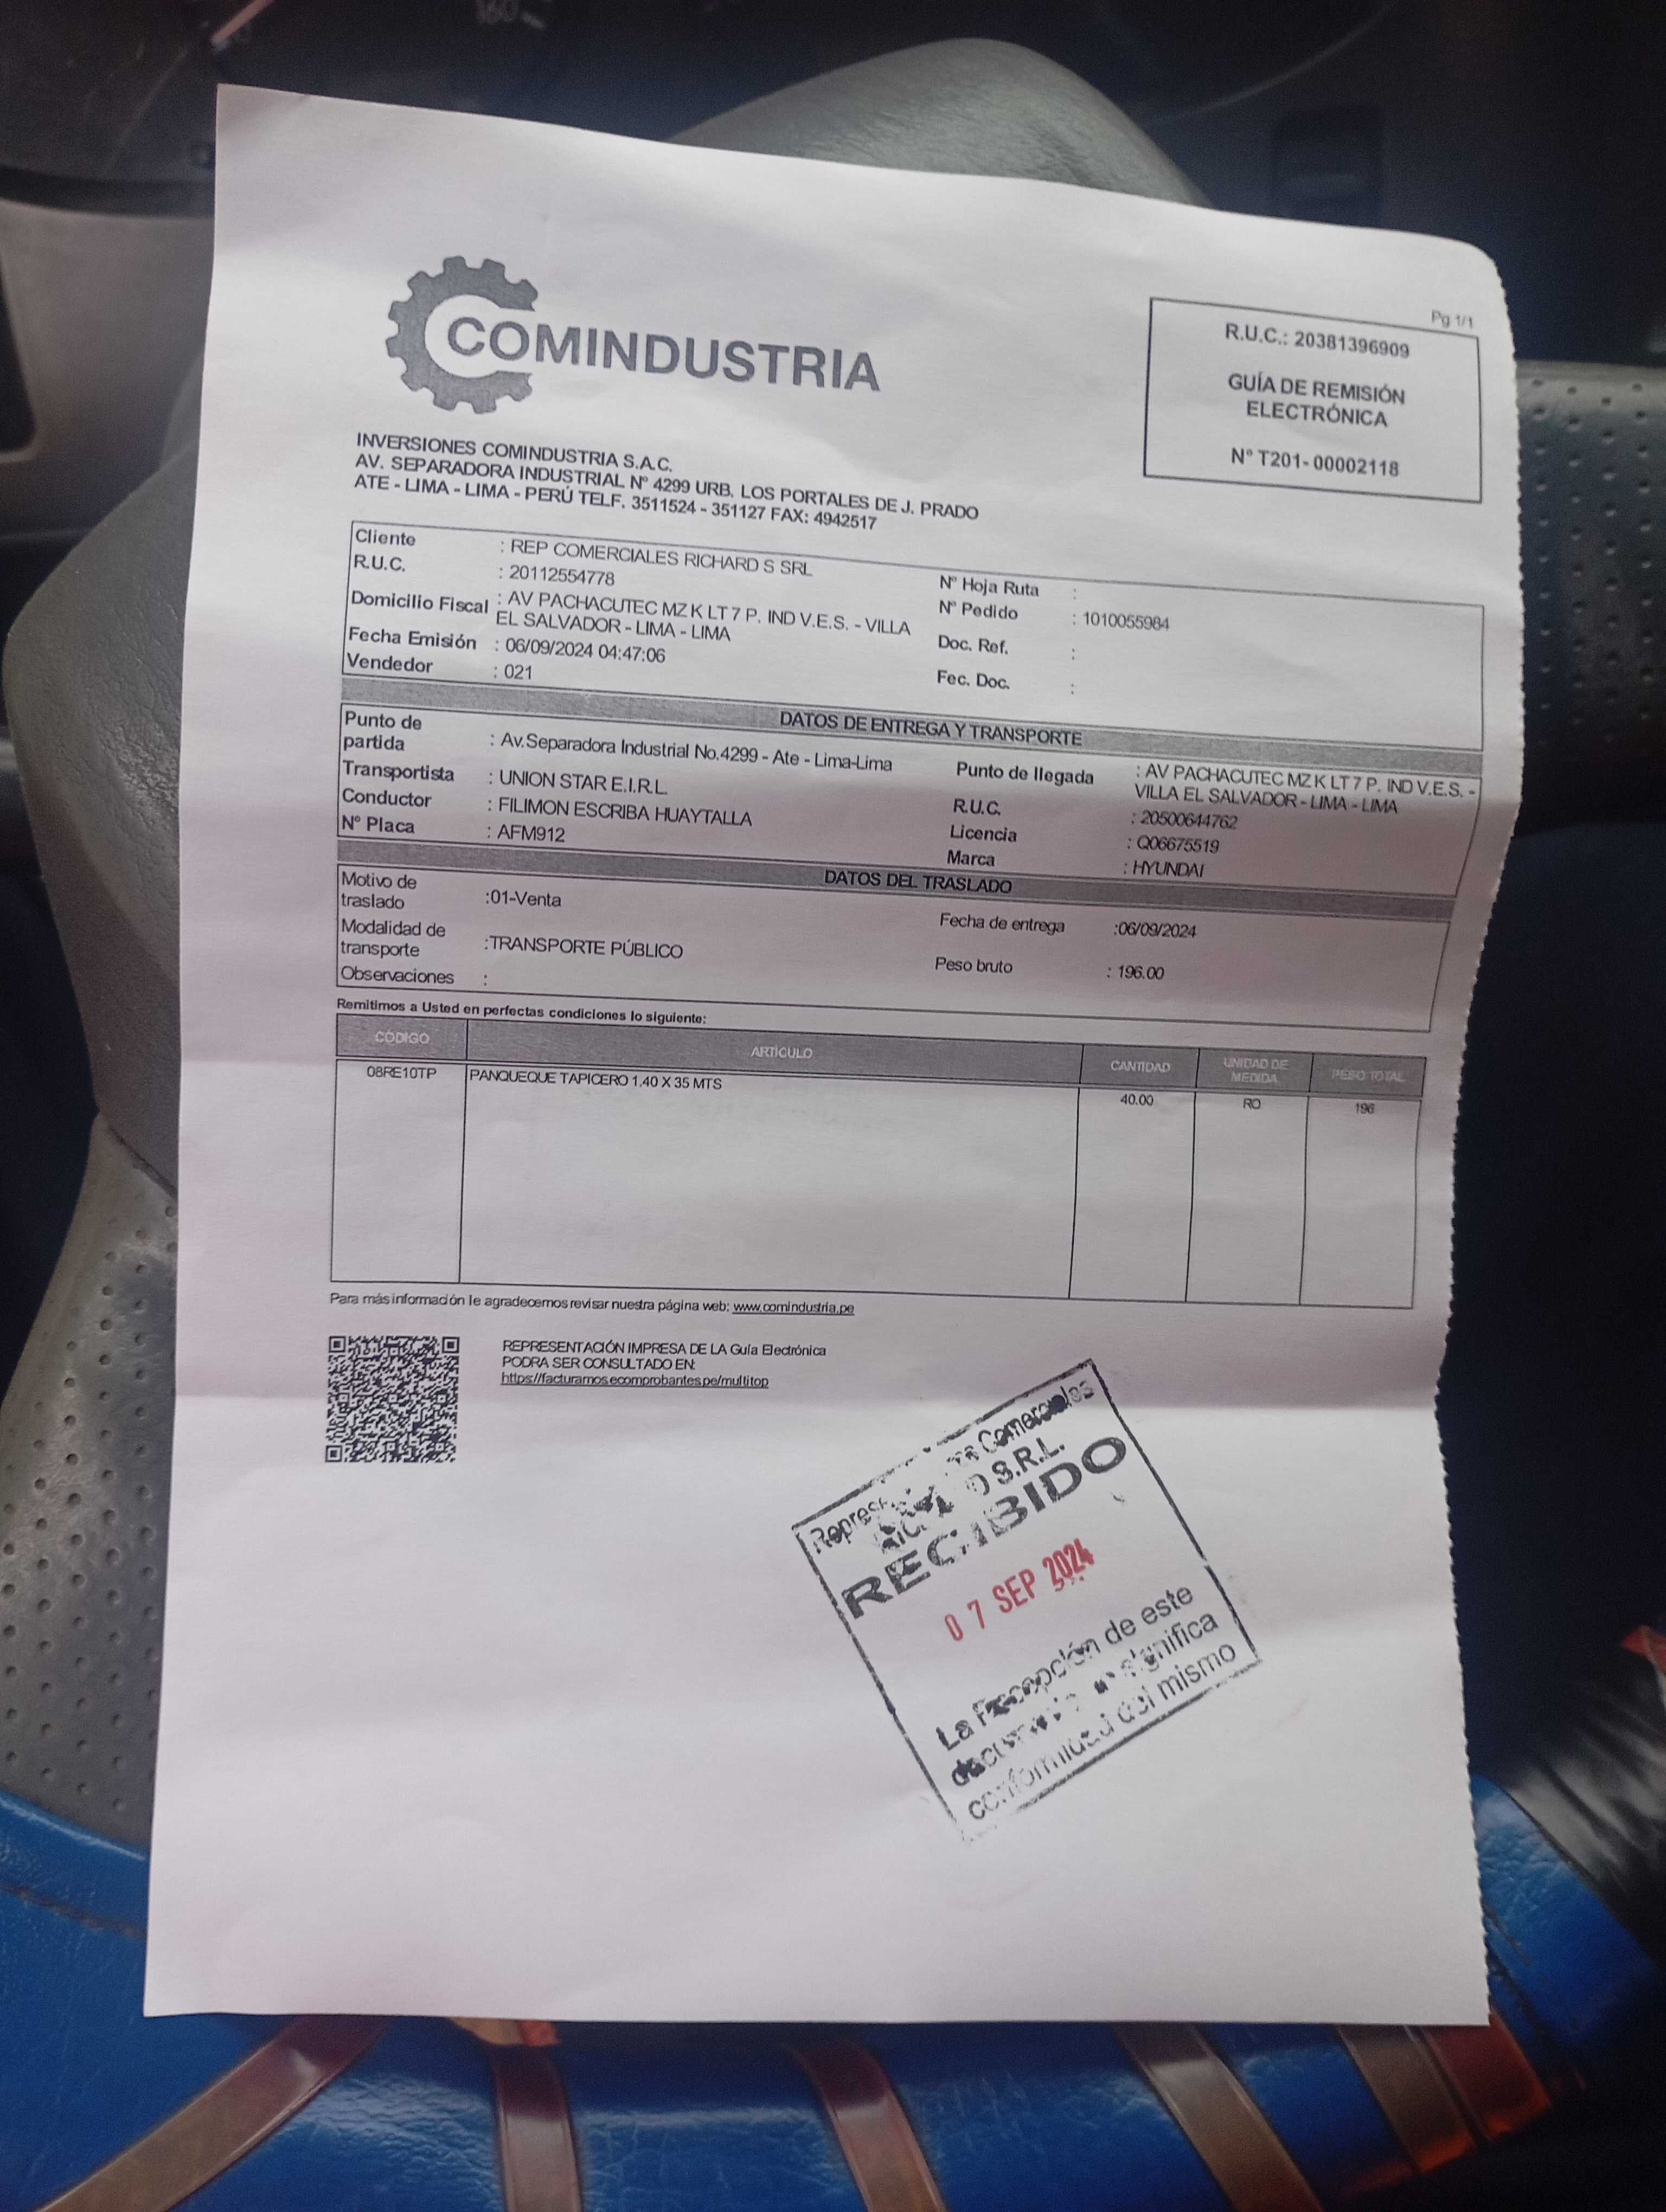 160
Pg 1/1
COMINDUSTRIA
R.U.C.: 20381396909
GUÍA DE REMISIÓN
ELECTRÓNICA
N° T201- 00002118
INVERSIONES COMINDUSTRIA S.A.C.
AV. SEPARADORA INDUSTRIAL N° 4299 URB. LOS PORTALES DE J. PRADO
ATE - LIMA - LIMA - PERÚ TELF. 3511524 - 351127 FAX: 4942517
Cliente : REP COMERCIALES RICHARD S SRL
R.U.C. : 20112554778
Domicilio Fiscal : AV PACHACUTEC MZ K LT 7 P. IND V.E.S. - VILLA
EL SALVADOR - LIMA - LIMA
Fecha Emisión : 06/09/2024 04:47:06
Vendedor : 021
N° Hoja Ruta :
N° Pedido : 1010055984
Doc. Ref. :
Fec. Doc. :
DATOS DE ENTREGA Y TRANSPORTE
Punto de
partida : Av.Separadora Industrial No.4299 - Ate - Lima-Lima
Transportista : UNION STAR E.I.R.L.
Conductor : FILIMON ESCRIBA HUAYTALLA
N° Placa : AFM912
Punto de llegada : AV PACHACUTEC MZ K LT 7 P. IND V.E.S. -
VILLA EL SALVADOR - LIMA - LIMA
R.U.C. : 20500644762
Licencia : Q06675519
Marca : HYUNDAI
DATOS DEL TRASLADO
Motivo de
traslado :01-Venta
Modalidad de
transporte :TRANSPORTE PÚBLICO
Observaciones :
Fecha de entrega :06/09/2024
Peso bruto : 196.00
Remitimos a Usted en perfectas condiciones lo siguiente:
CÓDIGO ARTÍCULO CANTIDAD UNIDAD DE MEDIDA PESO TOTAL
08RE10TP PANQUEQUE TAPICERO 1.40 X 35 MTS 40.00 RO 196
Para más información le agradecemos revisar nuestra página web: www.comindustria.pe
REPRESENTACIÓN IMPRESA DE LA Guía Electrónica
PODRA SER CONSULTADO EN:
https://facturamos.ecomprobantes.pe/multitop
Comerciales
S.R.L.
RECIBIDO
07 SEP 2024
La Recepción de este
significa
conformidad del mismo